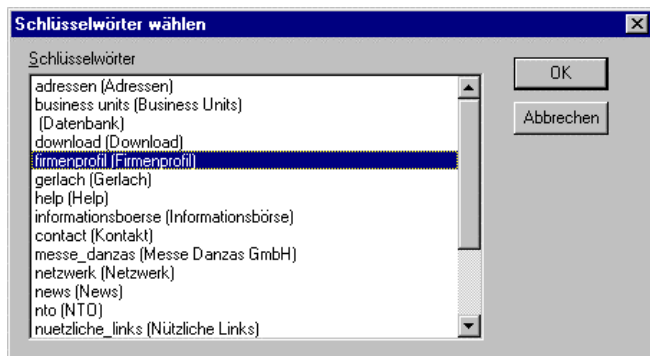 Schlüsselwörter wählen
Schlüsselwörter
adressen (Adressen)
business units (Business Units)
(Datenbank)
download (Download)
firmenprofil (Firmenprofil)
gerlach (Gerlach)
help (Help)
informationsboerse (Informationsbörse)
contact (Kontakt)
messe_danzas (Messe Danzas GmbH)
netzwerk (Netzwerk)
news (News)
nto (NTO)
nuetzliche_links (Nützliche Links)
OK
Abbrechen